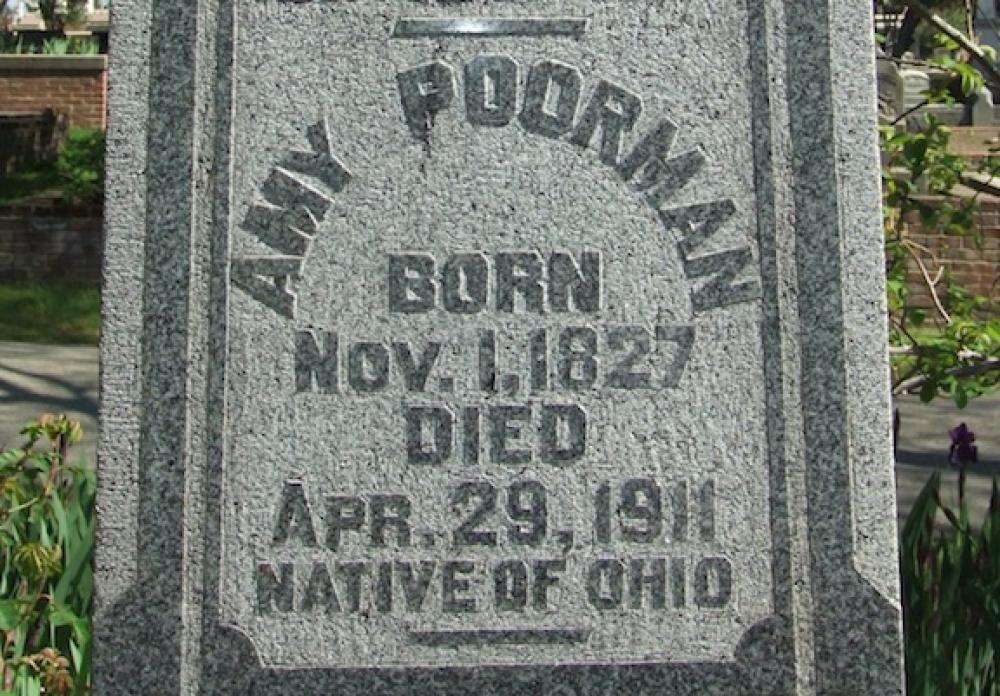 AMY POORMAN
BORN
NOV. 1, 1827
DIED
APR. 29, 1911
NATIVE OF OHIO